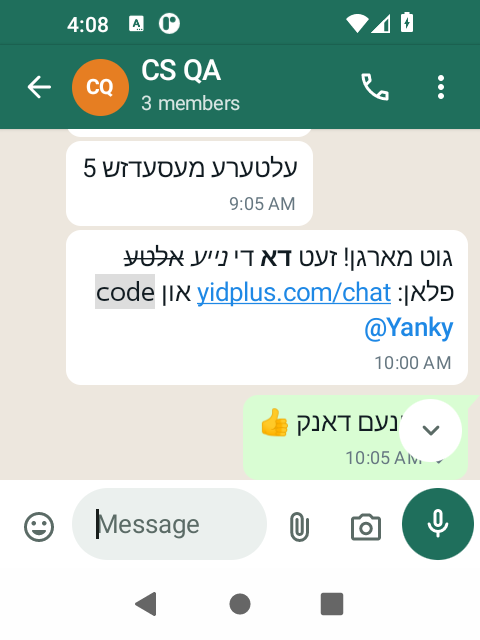 4:08
CS QA
3 members
CQ
עלטערע מעסעדזש 5
9:05 AM
גוט מארגן! זעט דא די נייע אלטע
פלאן: yidplus.com/chat און code
@Yanky
10:00 AM
דאנק 👍
10:05 AM
Message